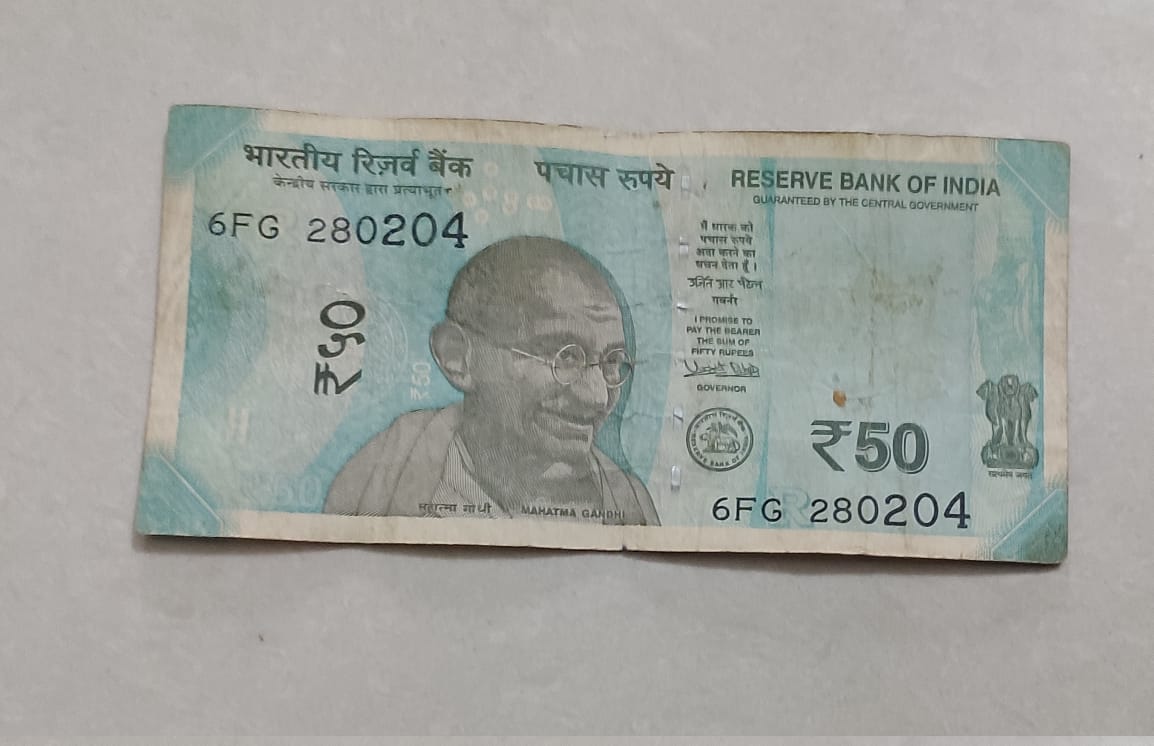 भारतीय रिज़र्व बैंक
केन्द्रीय सरकार द्वारा प्रत्याभूत
6FG 280204
₹50
₹50
महात्मा गांधी
MAHATMA GANDHI
पचास रुपये
मैं धारक को
पचास रुपये
अदा करने का
वचन देता हूँ।
उर्जित आर पटेल
गवर्नर
I PROMISE TO
PAY THE BEARER
THE SUM OF
FIFTY RUPEES
GOVERNOR
RESERVE BANK OF INDIA
GUARANTEED BY THE CENTRAL GOVERNMENT
₹50
सत्यमेव जयते
6FG 280204